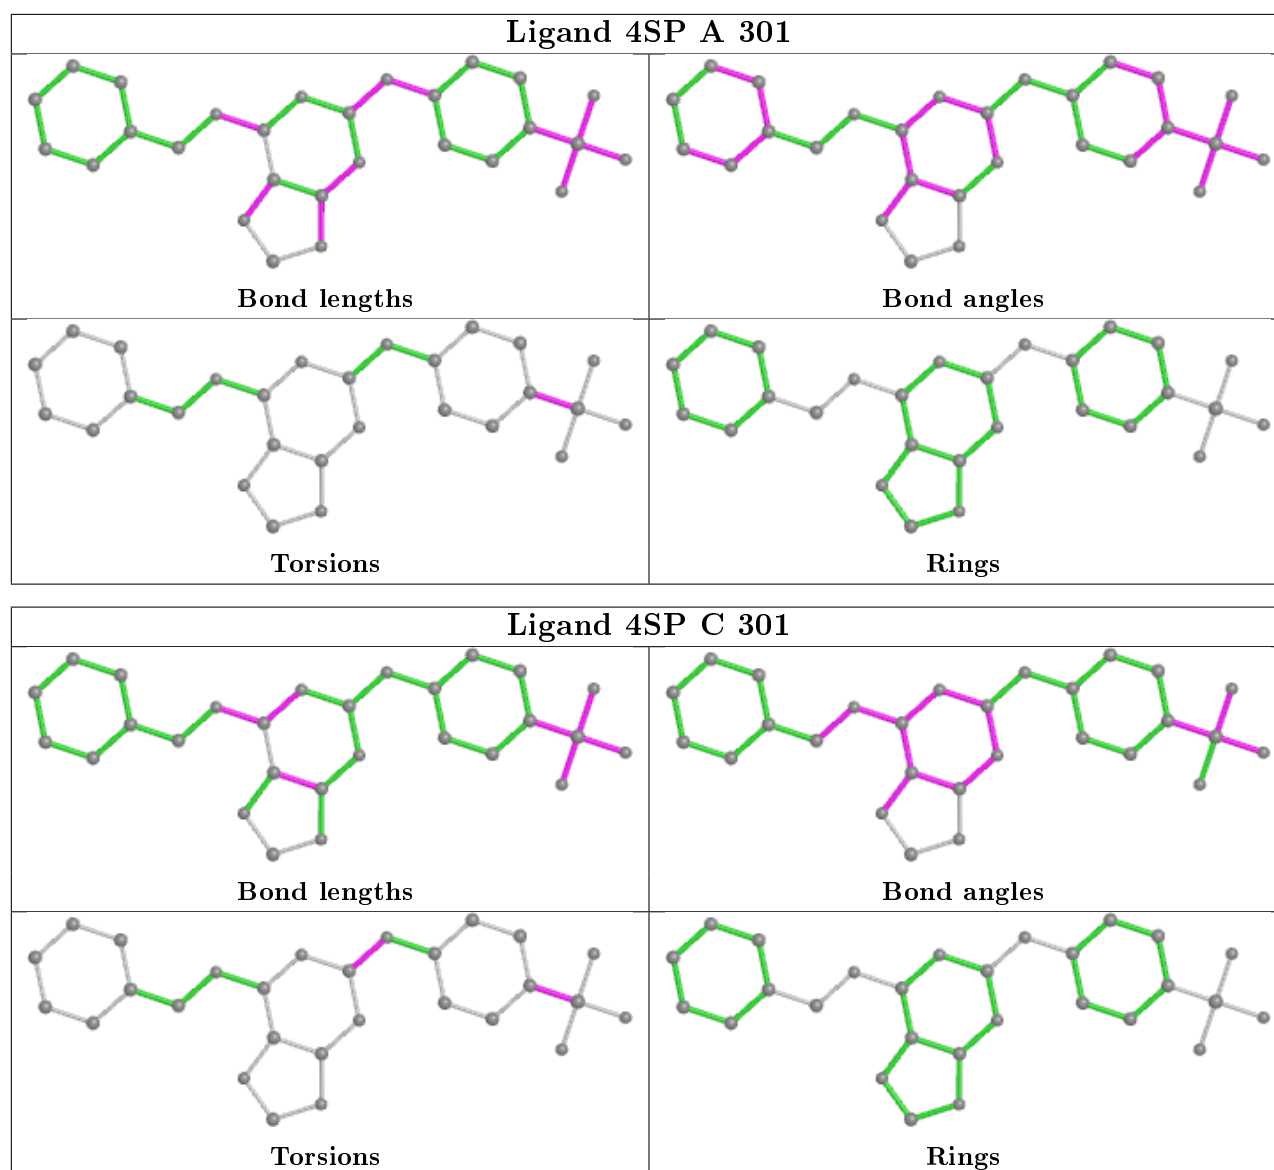 Ligand 4SP A 301
Bond lengths
Bond angles
Torsions
Rings
Ligand 4SP C 301
Bond lengths
Bond angles
Torsions
Rings